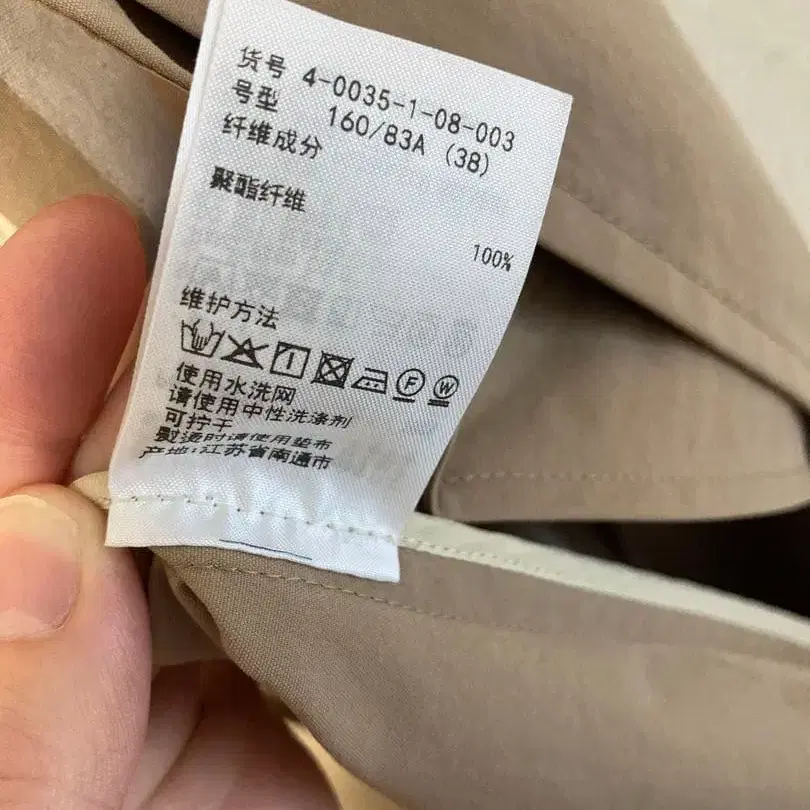 货号 4-0035-1-08-003
号型 160/83A (38)
纤维成分
聚酯纤维
100%
维护方法
F W
使用水洗网
请使用中性洗涤剂
可拧干
熨烫时请使用垫布
产地:江苏省南通市